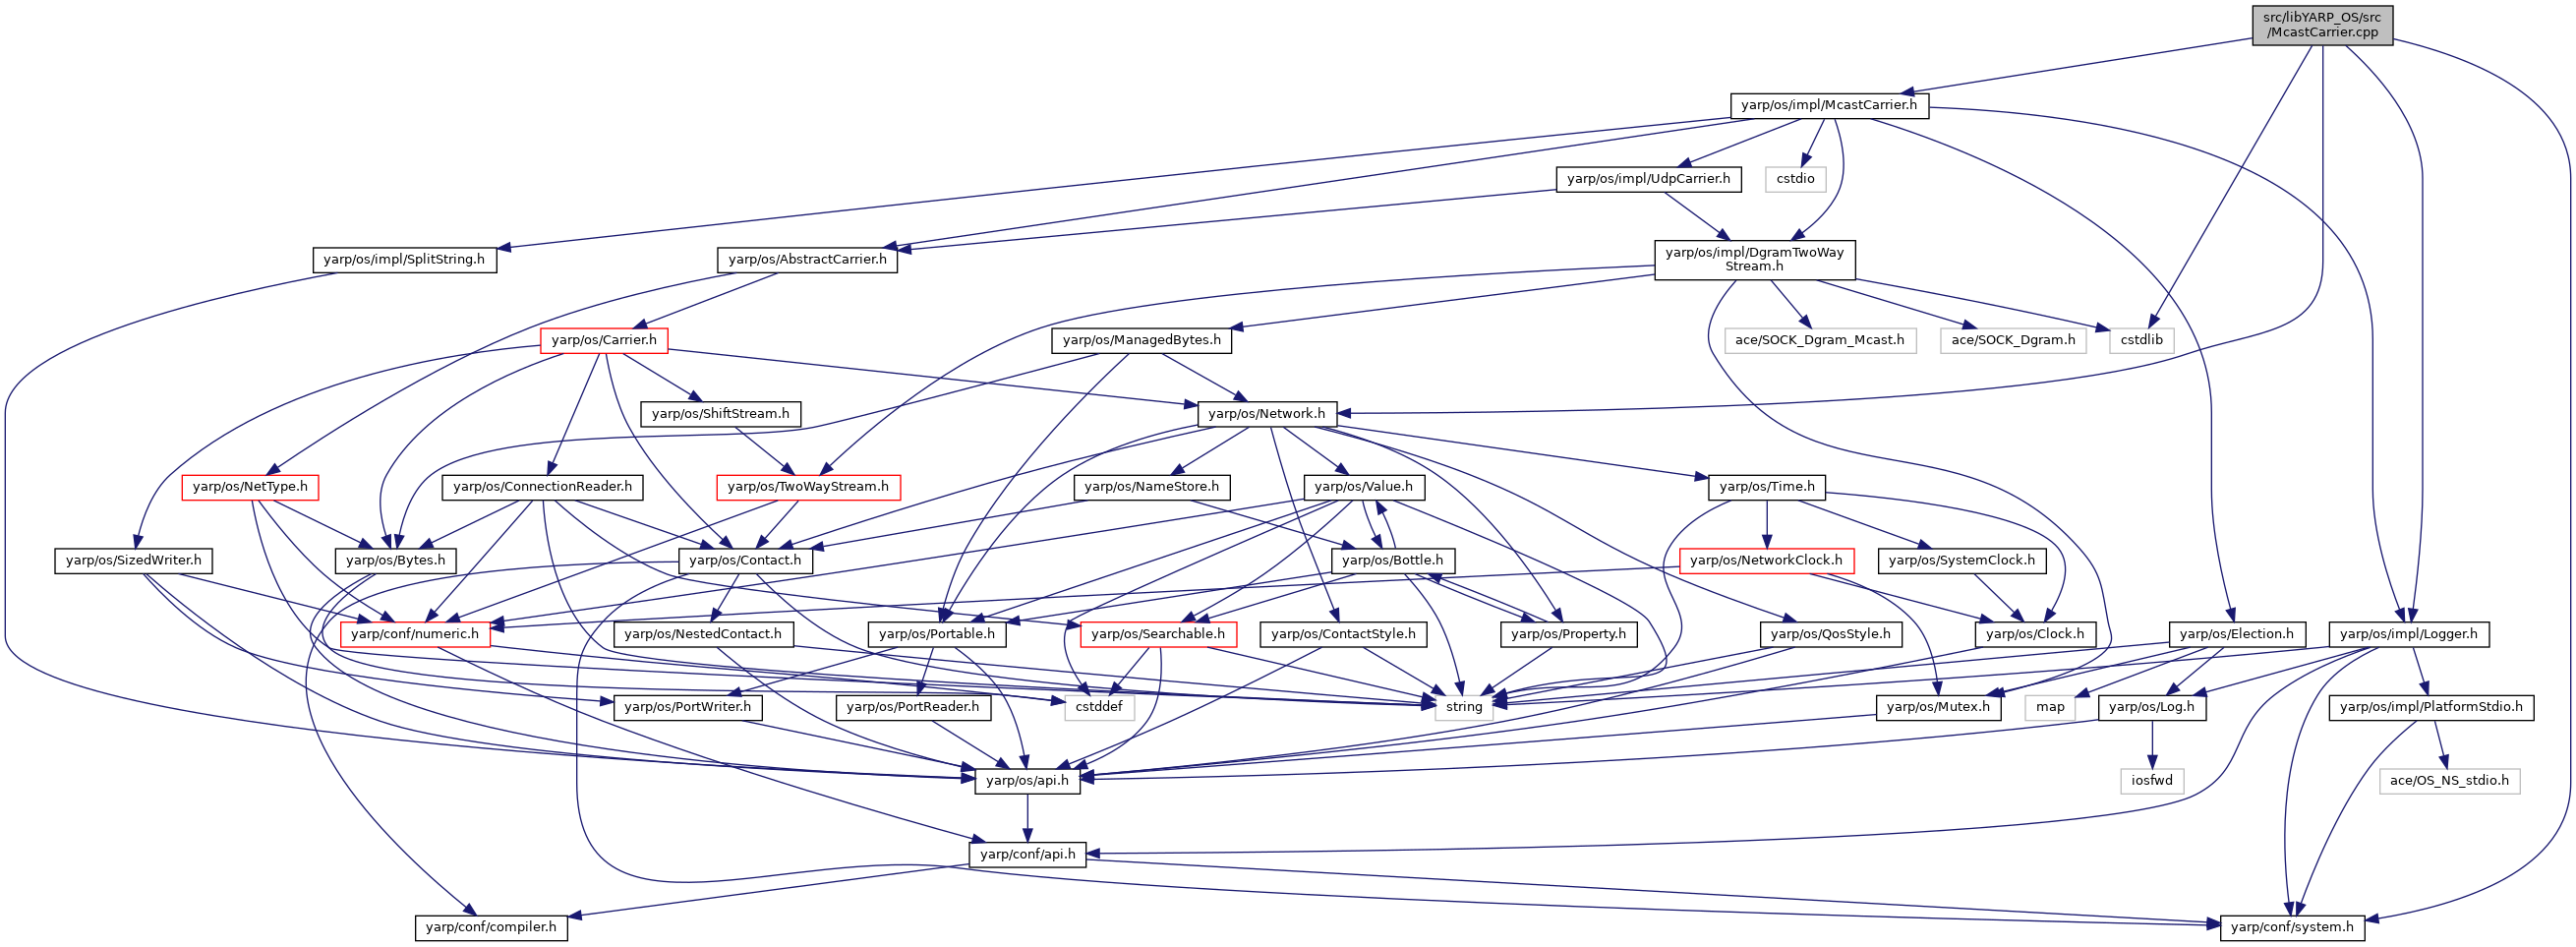 src/libYARP_OS/src
/McastCarrier.cpp
yarp/os/impl/McastCarrier.h
yarp/os/impl/UdpCarrier.h
cstdio
yarp/os/impl/SplitString.h
yarp/os/AbstractCarrier.h
yarp/os/impl/DgramTwoWay
Stream.h
yarp/os/Carrier.h
yarp/os/ManagedBytes.h
ace/SOCK_Dgram_Mcast.h
ace/SOCK_Dgram.h
cstdlib
yarp/os/ShiftStream.h
yarp/os/Network.h
yarp/os/NetType.h
yarp/os/ConnectionReader.h
yarp/os/TwoWayStream.h
yarp/os/NameStore.h
yarp/os/Value.h
yarp/os/Time.h
yarp/os/SizedWriter.h
yarp/os/Bytes.h
yarp/os/Contact.h
yarp/os/Bottle.h
yarp/os/NetworkClock.h
yarp/os/SystemClock.h
yarp/conf/numeric.h
yarp/os/NestedContact.h
yarp/os/Portable.h
yarp/os/Searchable.h
yarp/os/ContactStyle.h
yarp/os/Property.h
yarp/os/QosStyle.h
yarp/os/Clock.h
yarp/os/Election.h
yarp/os/impl/Logger.h
yarp/os/PortWriter.h
yarp/os/PortReader.h
cstddef
string
yarp/os/Mutex.h
map
yarp/os/Log.h
yarp/os/impl/PlatformStdio.h
yarp/os/api.h
iosfwd
ace/OS_NS_stdio.h
yarp/conf/api.h
yarp/conf/compiler.h
yarp/conf/system.h